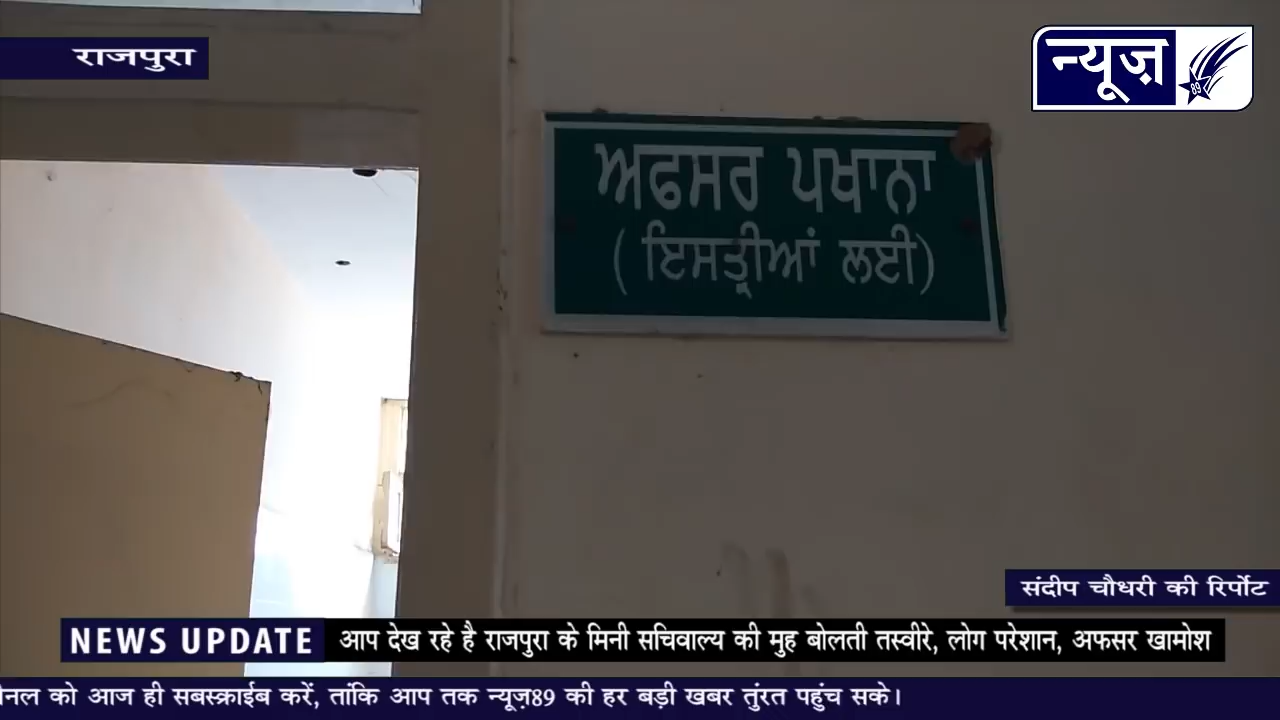 राजपुरा
न्यूज़
89
ਅਫਸਰ ਪਖਾਨਾ
( ਇਸਤ੍ਰੀਆਂ ਲਈ)
संदीप चौधरी की रिर्पोट
NEWS UPDATE
आप देख रहे है राजपुरा के मिनी सचिवाल्य की मुह बोलती तस्वीरे, लोग परेशान, अफसर खामोश
को आज ही सबस्क्राईब करें, तांकि आप तक न्यूज़89 की हर बड़ी खबर तुंरत पहुंच सके।